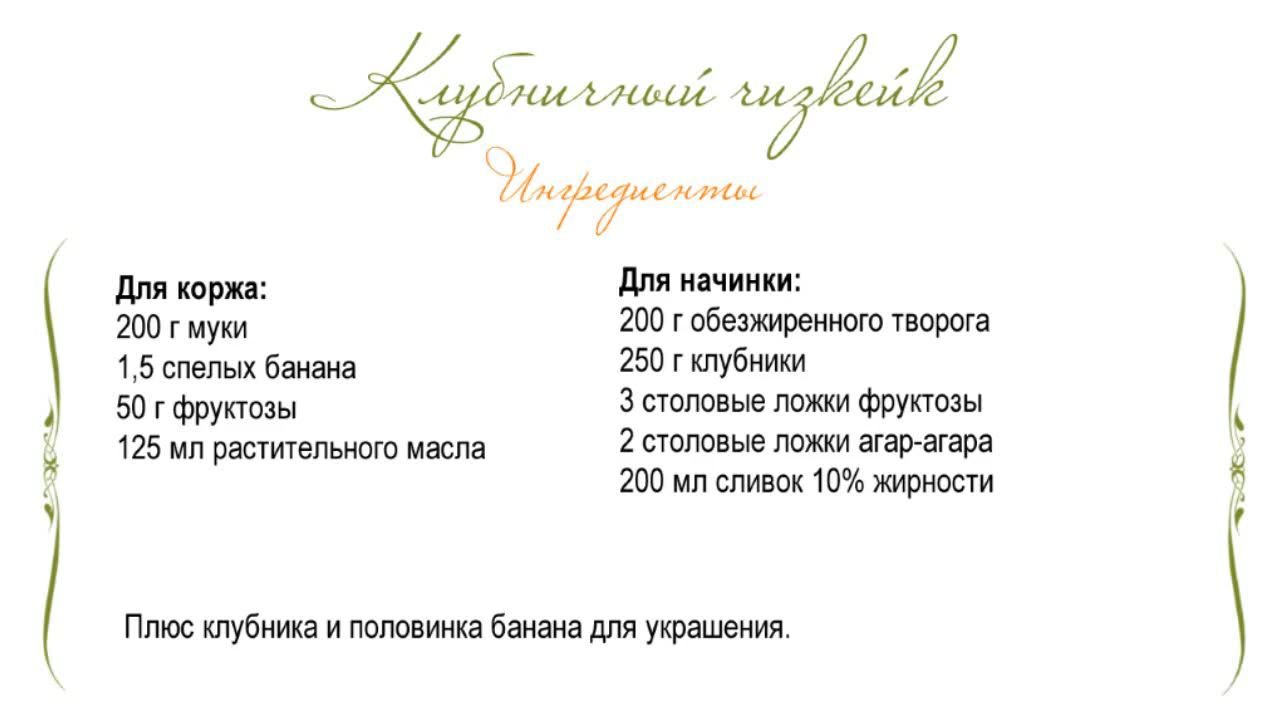 Клубничный чизкейк
Ингредиенты
Для коржа:
200 г муки
1,5 спелых банана
50 г фруктозы
125 мл растительного масла
Для начинки:
200 г обезжиренного творога
250 г клубники
3 столовые ложки фруктозы
2 столовые ложки агар-агара
200 мл сливок 10% жирности
Плюс клубника и половинка банана для украшения.